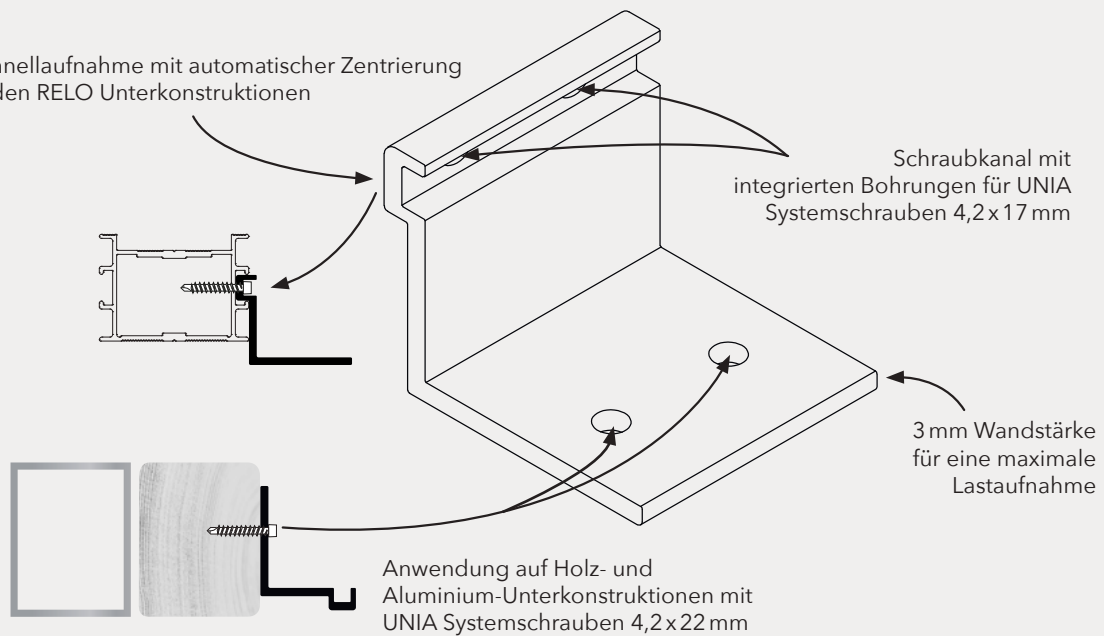 nellaufnahme mit automatischer Zentrierung
den RELO Unterkonstruktionen
Schraubkanal mit
integrierten Bohrungen für UNIA
Systemschrauben 4,2 x 17 mm
3 mm Wandstärke
für eine maximale
Lastaufnahme
Anwendung auf Holz- und
Aluminium-Unterkonstruktionen mit
UNIA Systemschrauben 4,2 x 22 mm